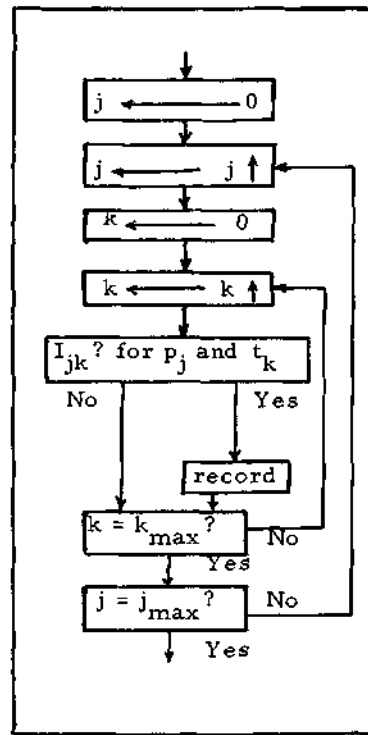 j ← 0
j ← j ↑
k ← 0
k ← k ↑
I_jk ? for p_j and t_k
No Yes
record
k = k_max ? No
Yes
j = j_max ? No
Yes